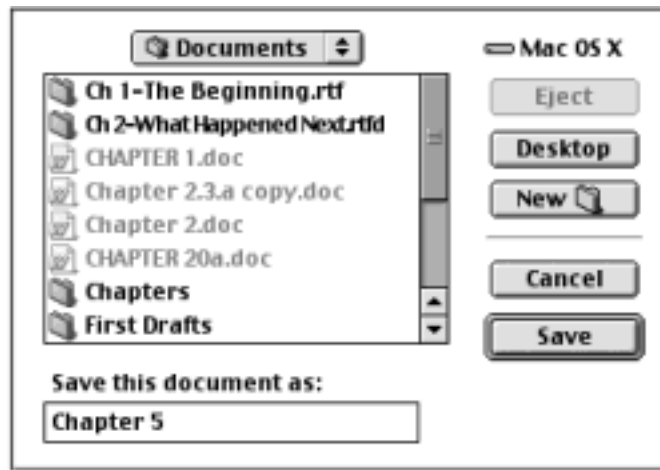 Documents
Mac OS X
Ch 1-The Beginning.rtf
Ch 2-What Happened Next.rtfd
CHAPTER 1.doc
Chapter 2.3.a copy.doc
Chapter 2.doc
CHAPTER 20a.doc
Chapters
First Drafts
Eject
Desktop
New
Cancel
Save
Save this document as:
Chapter 5